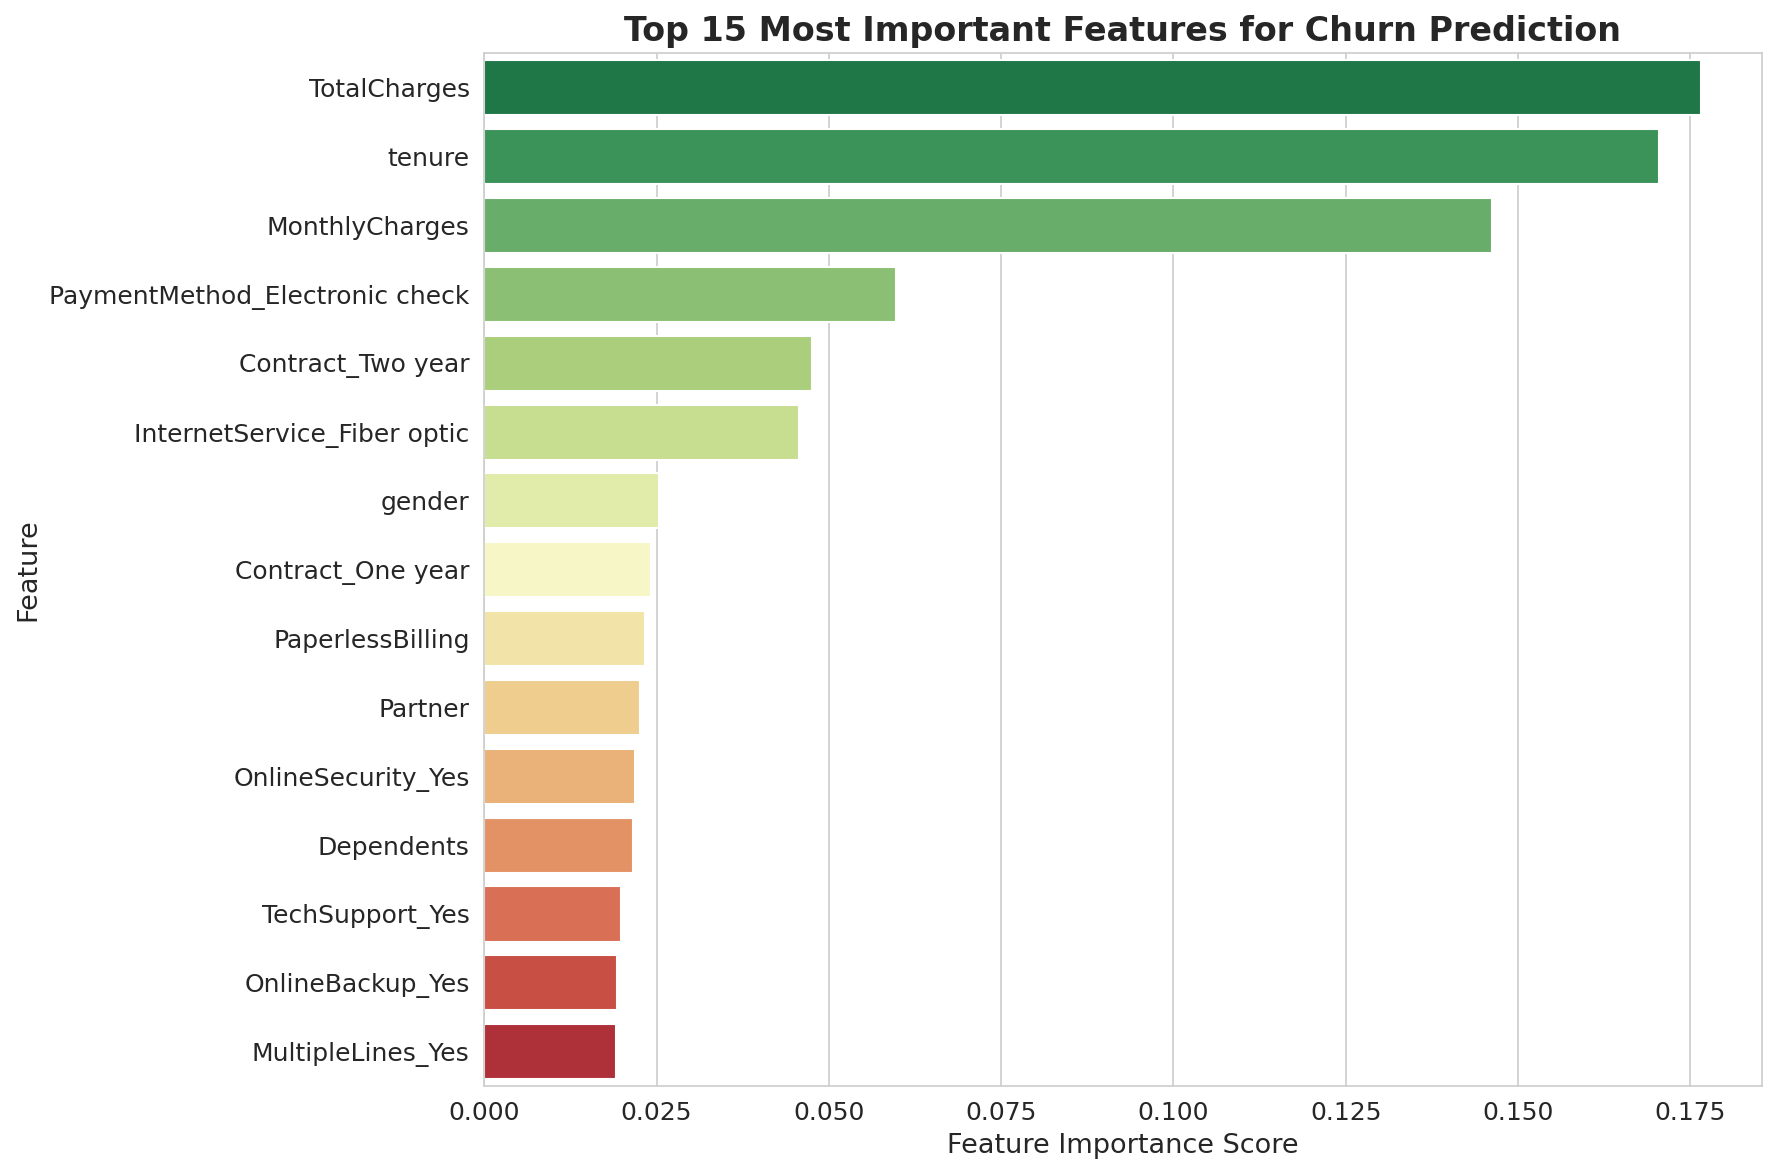 Top 15 Most Important Features for Churn Prediction
TotalCharges
tenure
MonthlyCharges
PaymentMethod_Electronic check
Contract_Two year
InternetService_Fiber optic
gender
Contract_One year
PaperlessBilling
Partner
OnlineSecurity_Yes
Dependents
TechSupport_Yes
OnlineBackup_Yes
MultipleLines_Yes
Feature
0.000 0.025 0.050 0.075 0.100 0.125 0.150 0.175
Feature Importance Score